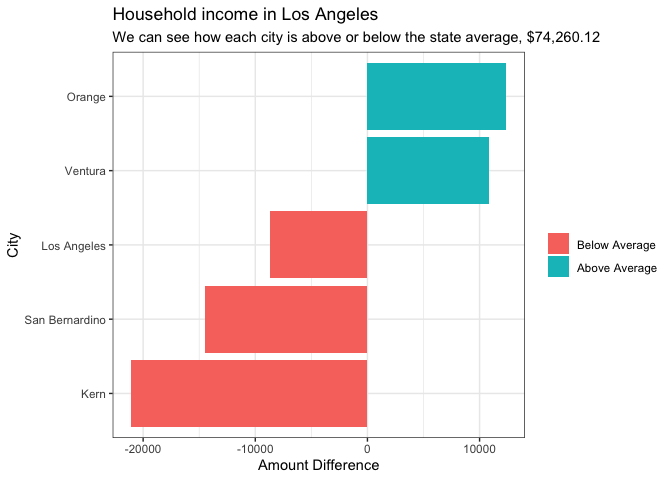 Household income in Los Angeles
We can see how each city is above or below the state average, $74,260.12
City
Orange
Ventura
Los Angeles
San Bernardino
Kern
-20000
-10000
0
10000
Amount Difference
Below Average
Above Average